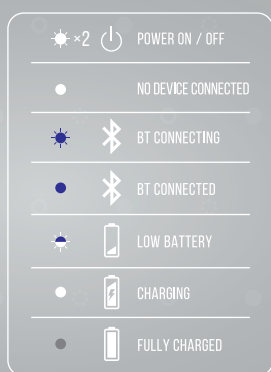 ×2 POWER ON / OFF
NO DEVICE CONNECTED
BT CONNECTING
BT CONNECTED
LOW BATTERY
CHARGING
FULLY CHARGED